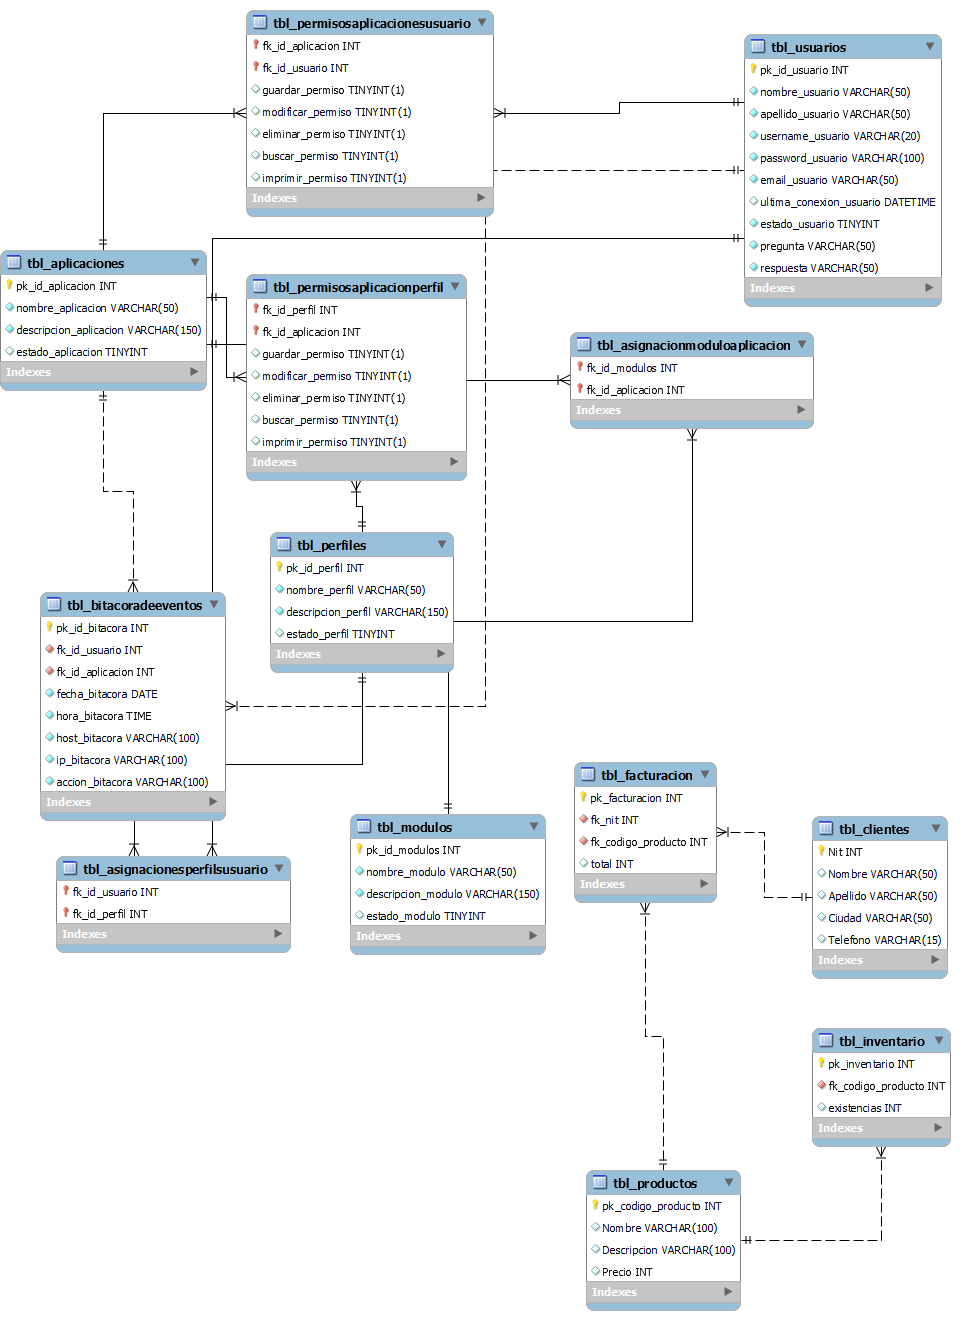 tbl_permisosaplicacionesusuario
fk_id_aplicacion INT
fk_id_usuario INT
guardar_permiso TINYINT(1)
modificar_permiso TINYINT(1)
eliminar_permiso TINYINT(1)
buscar_permiso TINYINT(1)
imprimir_permiso TINYINT(1)
Indexes
tbl_usuarios
pk_id_usuario INT
nombre_usuario VARCHAR(50)
apellido_usuario VARCHAR(50)
username_usuario VARCHAR(20)
password_usuario VARCHAR(100)
email_usuario VARCHAR(50)
ultima_conexion_usuario DATETIME
estado_usuario TINYINT
pregunta VARCHAR(50)
respuesta VARCHAR(50)
Indexes
tbl_aplicaciones
pk_id_aplicacion INT
nombre_aplicacion VARCHAR(50)
descripcion_aplicacion VARCHAR(150)
estado_aplicacion TINYINT
Indexes
tbl_permisosaplicacionperfil
fk_id_perfil INT
fk_id_aplicacion INT
guardar_permiso TINYINT(1)
modificar_permiso TINYINT(1)
eliminar_permiso TINYINT(1)
buscar_permiso TINYINT(1)
imprimir_permiso TINYINT(1)
Indexes
tbl_asignacionmoduloaplicacion
fk_id_modulos INT
fk_id_aplicacion INT
Indexes
tbl_perfiles
pk_id_perfil INT
nombre_perfil VARCHAR(50)
descripcion_perfil VARCHAR(150)
estado_perfil TINYINT
Indexes
tbl_bitacoradeeventos
pk_id_bitacora INT
fk_id_usuario INT
fk_id_aplicacion INT
fecha_bitacora DATE
hora_bitacora TIME
host_bitacora VARCHAR(100)
ip_bitacora VARCHAR(100)
accion_bitacora VARCHAR(100)
Indexes
tbl_asignacionesperfilsusuario
fk_id_usuario INT
fk_id_perfil INT
Indexes
tbl_modulos
pk_id_modulos INT
nombre_modulo VARCHAR(50)
descripcion_modulo VARCHAR(150)
estado_modulo TINYINT
Indexes
tbl_facturacion
pk_facturacion INT
fk_nit INT
fk_codigo_producto INT
total INT
Indexes
tbl_clientes
Nit INT
Nombre VARCHAR(50)
Apellido VARCHAR(50)
Ciudad VARCHAR(50)
Telefono VARCHAR(15)
Indexes
tbl_inventario
pk_inventario INT
fk_codigo_producto INT
existencias INT
Indexes
tbl_productos
pk_codigo_producto INT
Nombre VARCHAR(100)
Descripcion VARCHAR(100)
Precio INT
Indexes